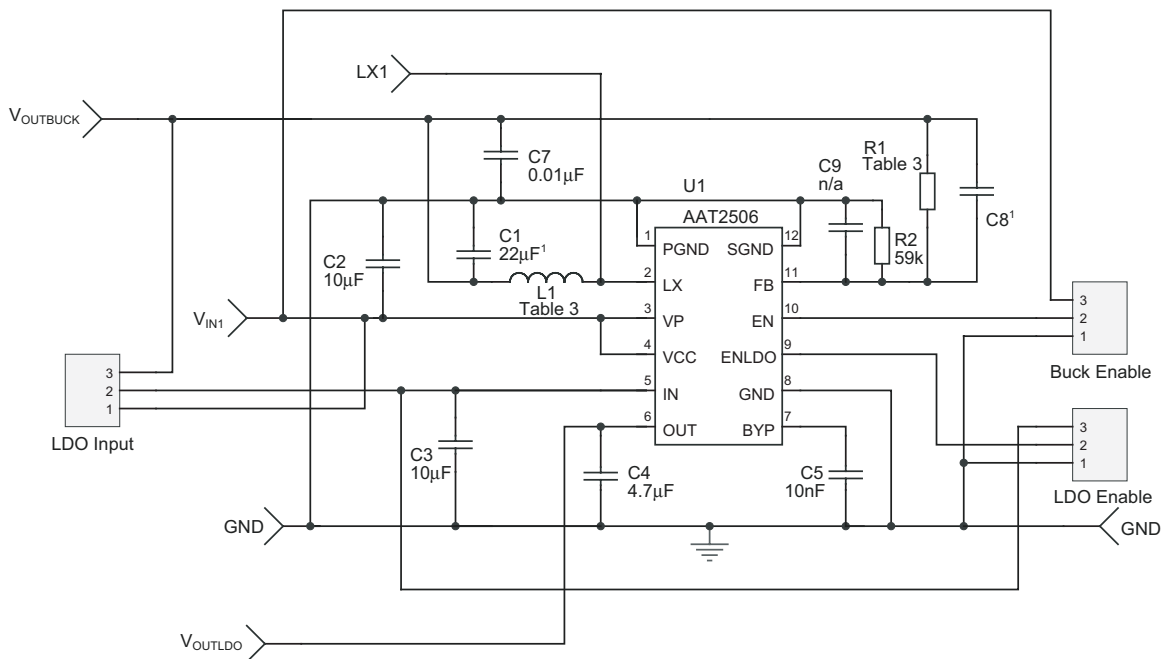 LX1
V_OUTBUCK
C7
0.01µF
U1
AAT2506
C9
n/a
R1
Table 3
C8¹
C1
22µF¹
C2
10µF
L1
Table 3
R2
59k
1 PGND SGND 12
2 LX FB 11
3 VP EN 10
4 VCC ENLDO 9
5 IN GND 8
6 OUT BYP 7
V_IN1
3
2
1
Buck Enable
3
2
1
LDO Input
3
2
1
LDO Enable
C3
10µF
C4
4.7µF
C5
10nF
GND
GND
V_OUTLDO